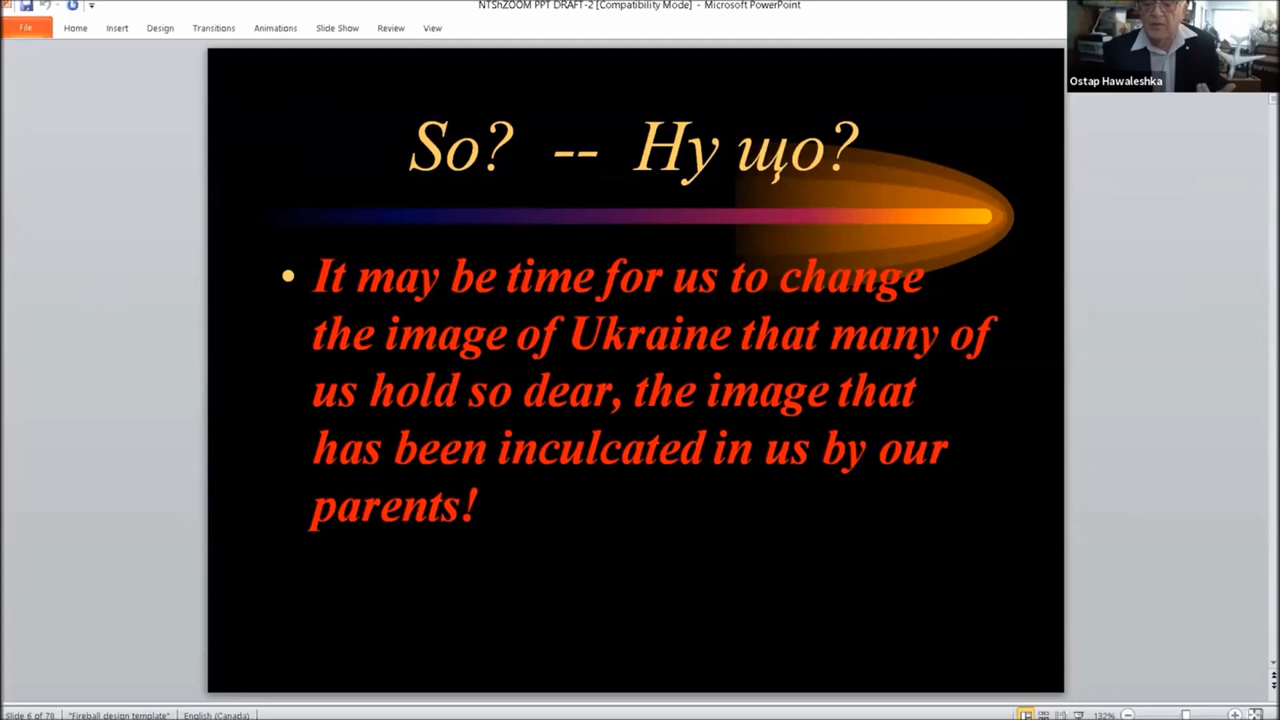 NTShZOOM PPT DRAFT-2 [Compatibility Mode] - Microsoft PowerPoint
File Home Insert Design Transitions Animations Slide Show Review View
Ostap Hawaleshka
So? -- Ну що?
• It may be time for us to change
the image of Ukraine that many of
us hold so dear, the image that
has been inculcated in us by our
parents!
Slide 6 of 78 "Fireball design template" English (Canada) 132%